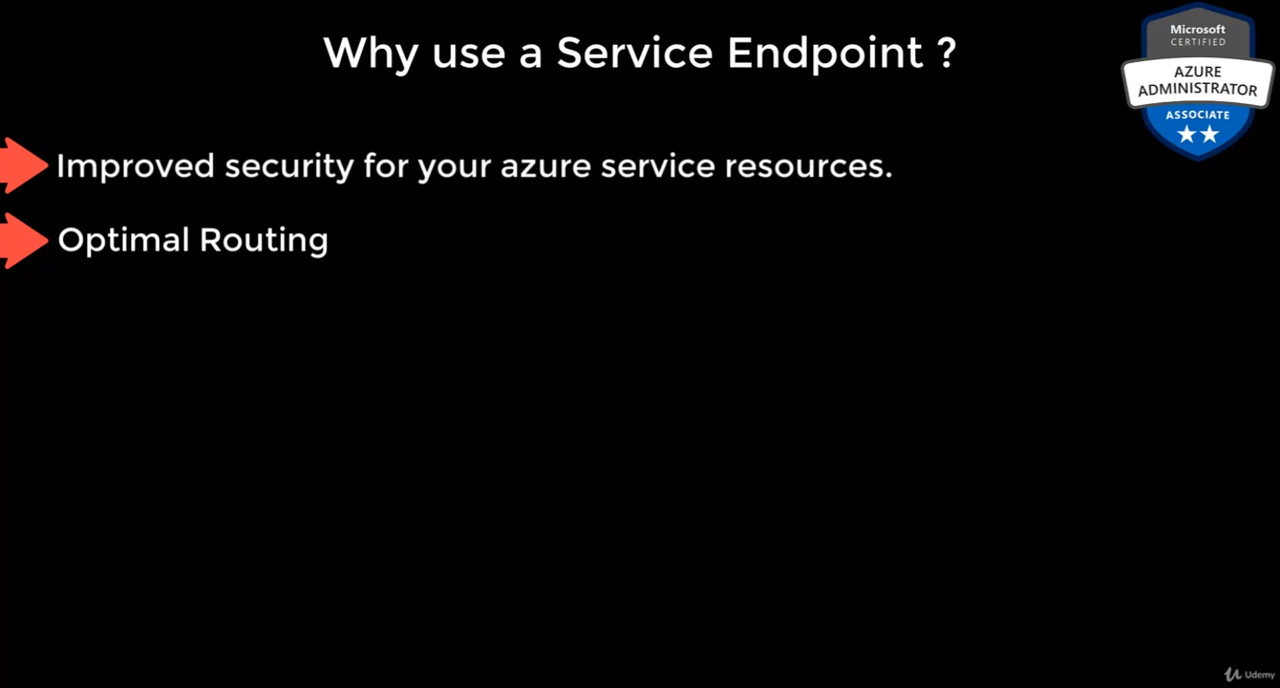 Why use a Service Endpoint ?
Microsoft
CERTIFIED
AZURE
ADMINISTRATOR
ASSOCIATE
Improved security for your azure service resources.
Optimal Routing
Udemy